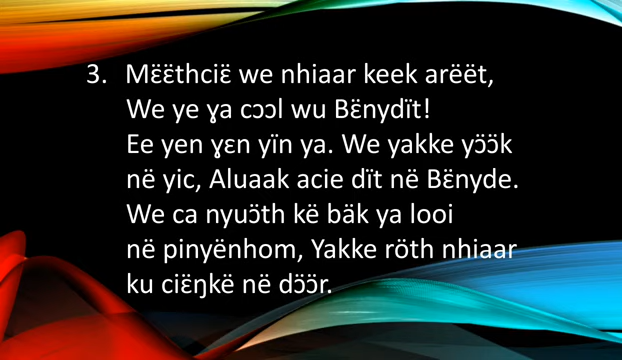 3. Mɛ̈ɛ̈thciɛ̈ we nhiaar keek arëët,
We ye ɣa cɔɔl wu Bɛ̈nydït!
Ee yen ɣɛn yïn ya. We yakke yɔ̈ɔ̈k
në yic, Aluaak acie dït në Bɛ̈nyde.
We ca nyuɔ̈th kë bäk ya looi
në pinyënhom, Yakke röth nhiaar
ku ciɛ̈ŋkë në dɔ̈ɔ̈r.